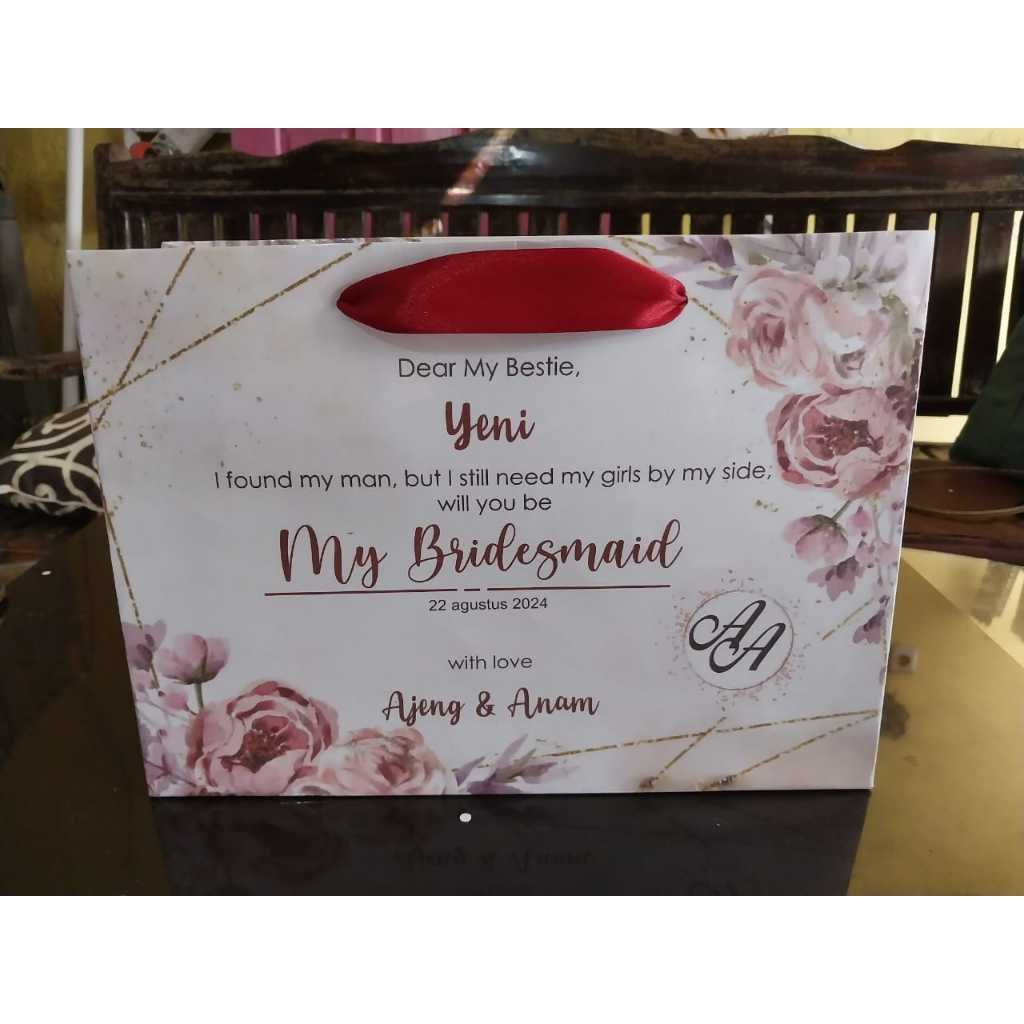 Dear My Bestie,
Yeni
I found my man, but I still need my girls by my side,
will you be
My Bridesmaid
22 agustus 2024
AA
with love
Ajeng & Anam